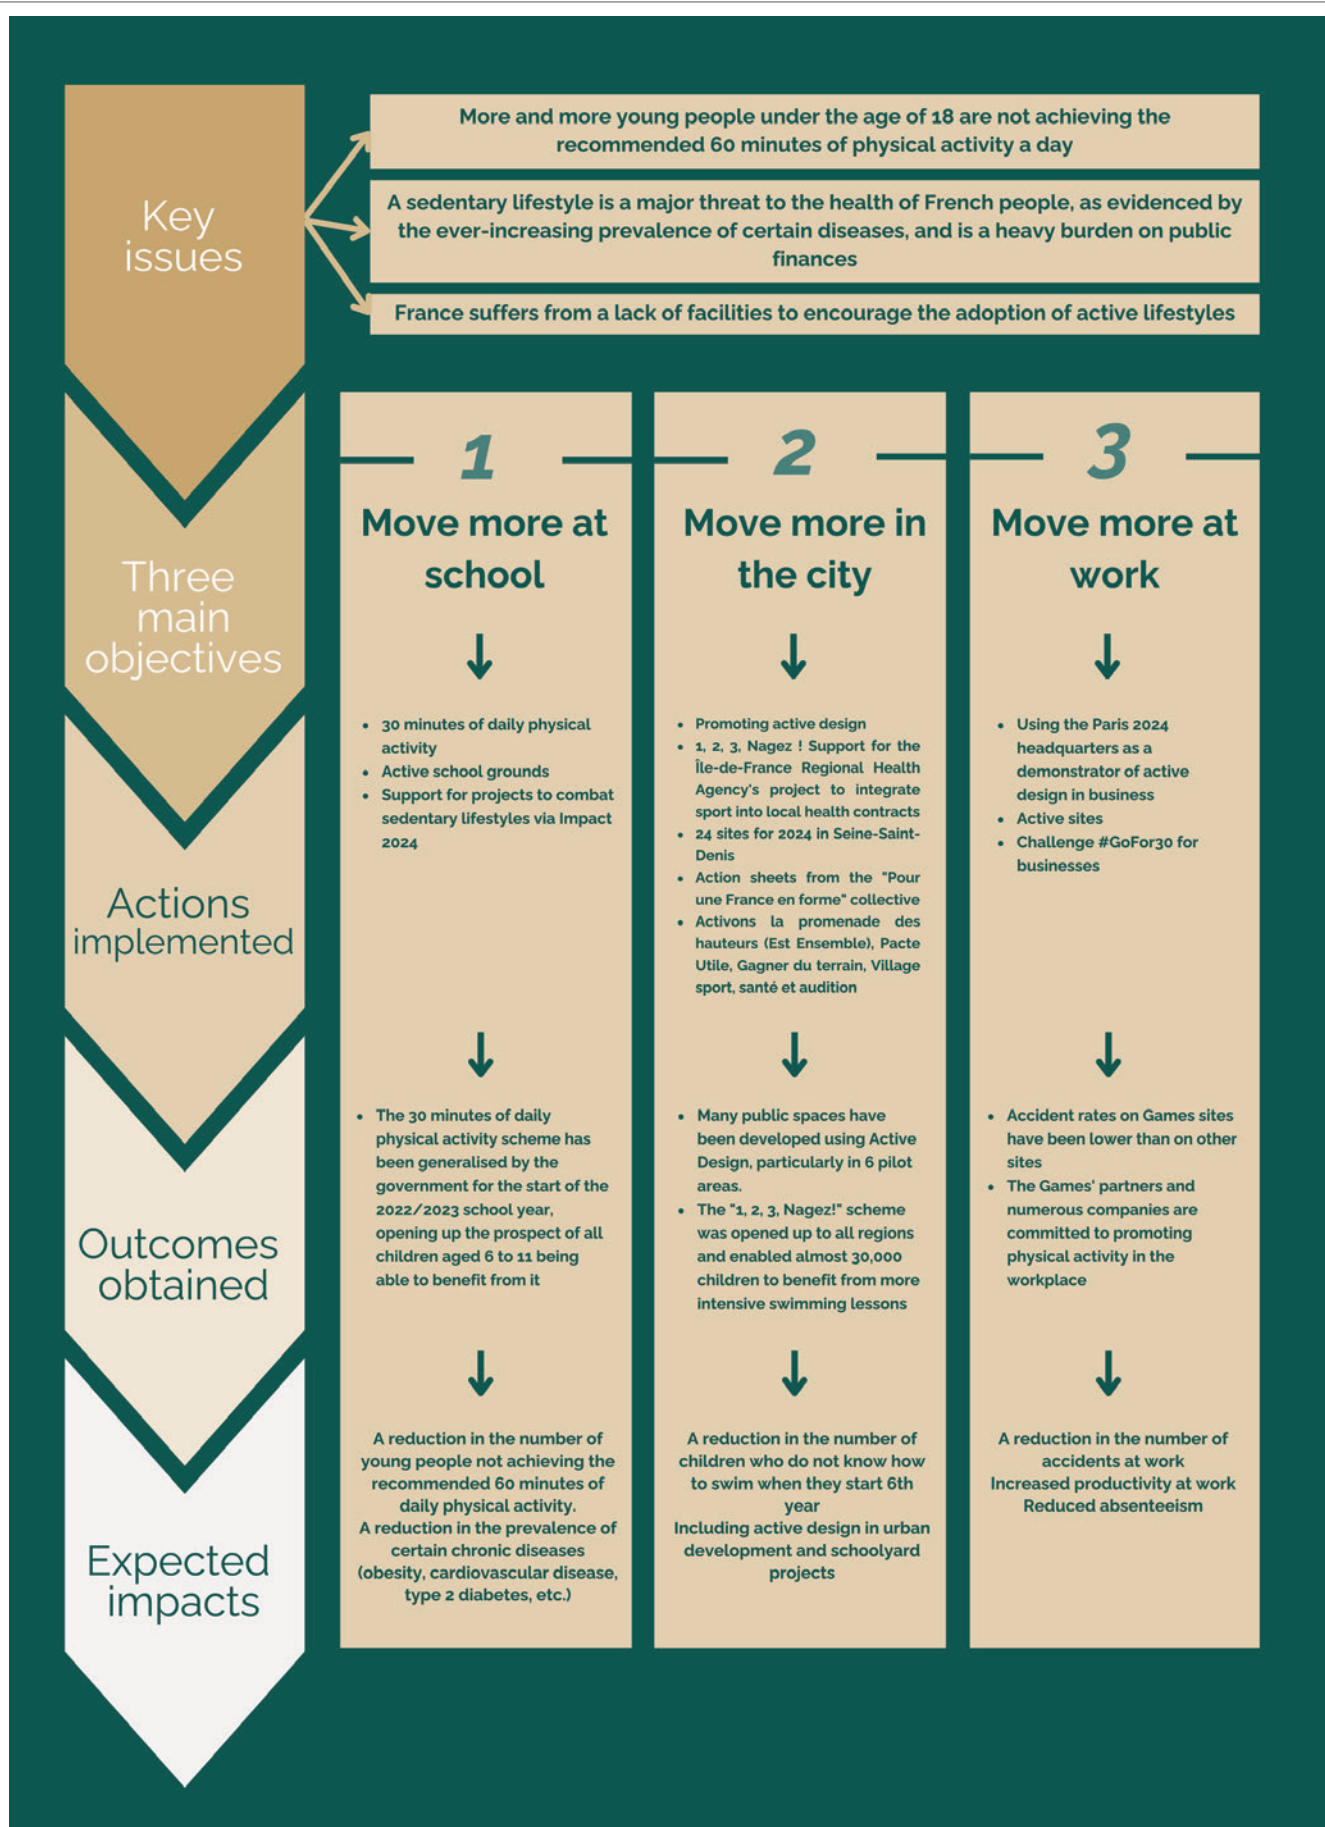 Key
issues
More and more young people under the age of 18 are not achieving the
recommended 60 minutes of physical activity a day
A sedentary lifestyle is a major threat to the health of French people, as evidenced by
the ever-increasing prevalence of certain diseases, and is a heavy burden on public
finances
France suffers from a lack of facilities to encourage the adoption of active lifestyles
Three
main
objectives
1
Move more at
school
2
Move more in
the city
3
Move more at
work
Actions
implemented
• 30 minutes of daily physical
activity
• Active school grounds
• Support for projects to combat
sedentary lifestyles via Impact
2024
• Promoting active design
• 1, 2, 3, Nagez ! Support for the
Île-de-France Regional Health
Agency's project to integrate
sport into local health contracts
• 24 sites for 2024 in Seine-Saint-
Denis
• Action sheets from the "Pour
une France en forme" collective
• Activons la promenade des
hauteurs (Est Ensemble), Pacte
Utile, Gagner du terrain, Village
sport, santé et audition
• Using the Paris 2024
headquarters as a
demonstrator of active
design in business
• Active sites
• Challenge #GoFor30 for
businesses
Outcomes
obtained
• The 30 minutes of daily
physical activity scheme has
been generalised by the
government for the start of the
2022/2023 school year,
opening up the prospect of all
children aged 6 to 11 being
able to benefit from it
• Many public spaces have
been developed using Active
Design, particularly in 6 pilot
areas.
• The "1, 2, 3, Nagez!" scheme
was opened up to all regions
and enabled almost 30,000
children to benefit from more
intensive swimming lessons
• Accident rates on Games sites
have been lower than on other
sites
• The Games' partners and
numerous companies are
committed to promoting
physical activity in the
workplace
Expected
impacts
A reduction in the number of
young people not achieving the
recommended 60 minutes of
daily physical activity.
A reduction in the prevalence of
certain chronic diseases
(obesity, cardiovascular disease,
type 2 diabetes, etc.)
A reduction in the number of
children who do not know how
to swim when they start 6th
year
Including active design in urban
development and schoolyard
projects
A reduction in the number of
accidents at work
Increased productivity at work
Reduced absenteeism